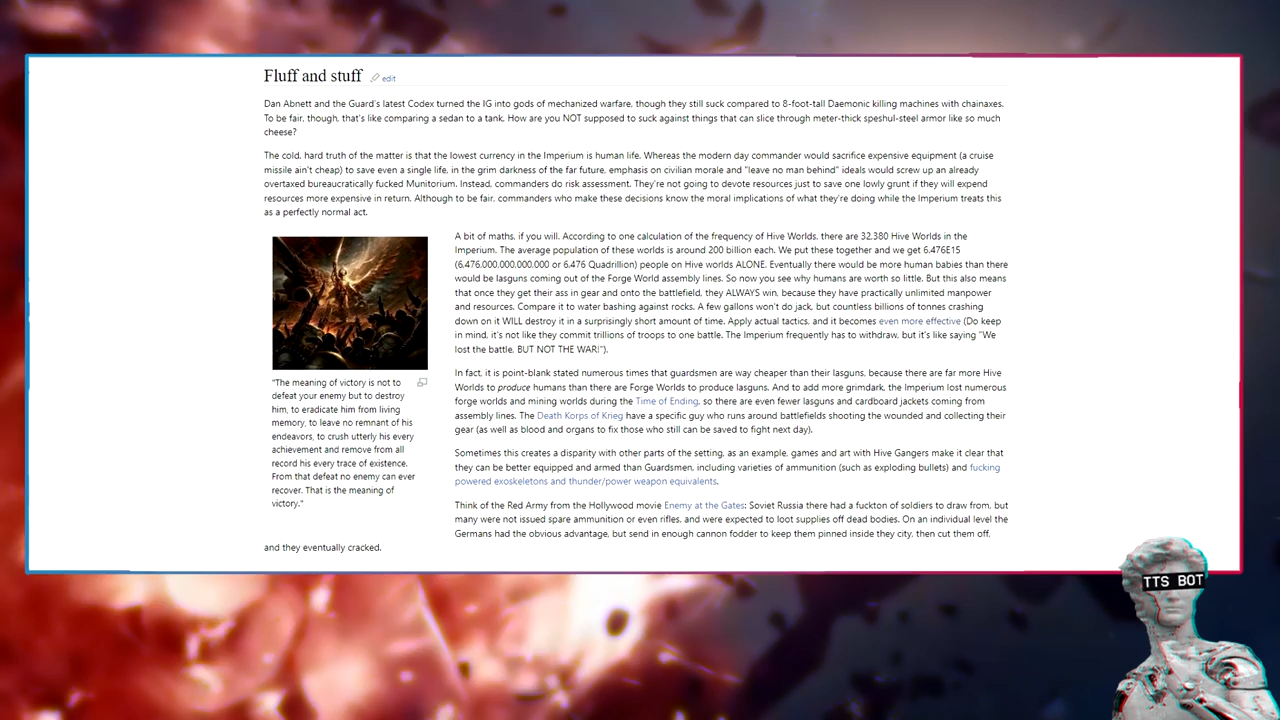 Fluff and stuff edit
Dan Abnett and the Guard's latest Codex turned the IG into gods of mechanized warfare, though they still suck compared to 8-foot-tall Daemonic killing machines with chainaxes.
To be fair, though, that's like comparing a sedan to a tank. How are you NOT supposed to suck against things that can slice through meter-thick speshul-steel armor like so much
cheese?
The cold, hard truth of the matter is that the lowest currency in the Imperium is human life. Whereas the modern day commander would sacrifice expensive equipment (a cruise
missile ain't cheap) to save even a single life, in the grim darkness of the far future, emphasis on civilian morale and "leave no man behind" ideals would screw up an already
overtaxed bureaucratically fucked Munitorum. Instead, commanders do risk assessment. They're not going to devote resources just to save one lowly grunt if they will expend
resources more expensive in return. Although to be fair, commanders who make these decisions know the moral implications of what they're doing while the Imperium treats this
as a perfectly normal act.
A bit of maths, if you will. According to one calculation of the frequency of Hive Worlds, there are 32,380 Hive Worlds in the
Imperium. The average population of these worlds is around 200 billion each. We put these together and we get 6.476E15
(6,476,000,000,000,000 or 6.476 Quadrillion) people on Hive worlds ALONE. Eventually there would be more human babies than there
would be lasguns coming out of the Forge World assembly lines. So now you see why humans are worth so little. But this also means
that once they get their ass in gear and onto the battlefield, they ALWAYS win, because they have practically unlimited manpower
and resources. Compare it to water bashing against rocks. A few gallons won't do jack, but countless billions of tonnes crashing
down on it WILL destroy it in a surprisingly short amount of time. Apply actual tactics, and it becomes even more effective (Do keep
in mind, it's not like they commit trillions of troops to one battle. The Imperium frequently has to withdraw, but it's like saying "We
lost the battle, BUT NOT THE WAR!").
In fact, it is point-blank stated numerous times that guardsmen are way cheaper than their lasguns, because there are far more Hive
Worlds to produce humans than there are Forge Worlds to produce lasguns. And to add more grimdark, the Imperium lost numerous
forge worlds and mining worlds during the Time of Ending, so there are even fewer lasguns and cardboard jackets coming from
assembly lines. The Death Korps of Krieg have a specific guy who runs around battlefields shooting the wounded and collecting their
gear (as well as blood and organs to fix those who still can be saved to fight next day).
Sometimes this creates a disparity with other parts of the setting, as an example, games and art with Hive Gangers make it clear that
they can be better equipped and armed than Guardsmen, including varieties of ammunition (such as exploding bullets) and fucking
powered exoskeletons and thunder/power weapon equivalents.
Think of the Red Army from the Hollywood movie Enemy at the Gates: Soviet Russia there had a fuckton of soldiers to draw from, but
many were not issued spare ammunition or even rifles, and were expected to loot supplies off dead bodies. On an individual level the
Germans had the obvious advantage, but send in enough cannon fodder to keep them pinned inside they city, then cut them off,
and they eventually cracked.
"The meaning of victory is not to
defeat your enemy but to destroy
him, to eradicate him from living
memory, to leave no remnant of his
endeavors, to crush utterly his every
achievement and remove from all
record his every trace of existence.
From that defeat no enemy can ever
recover. That is the meaning of
victory."
TTS BOT